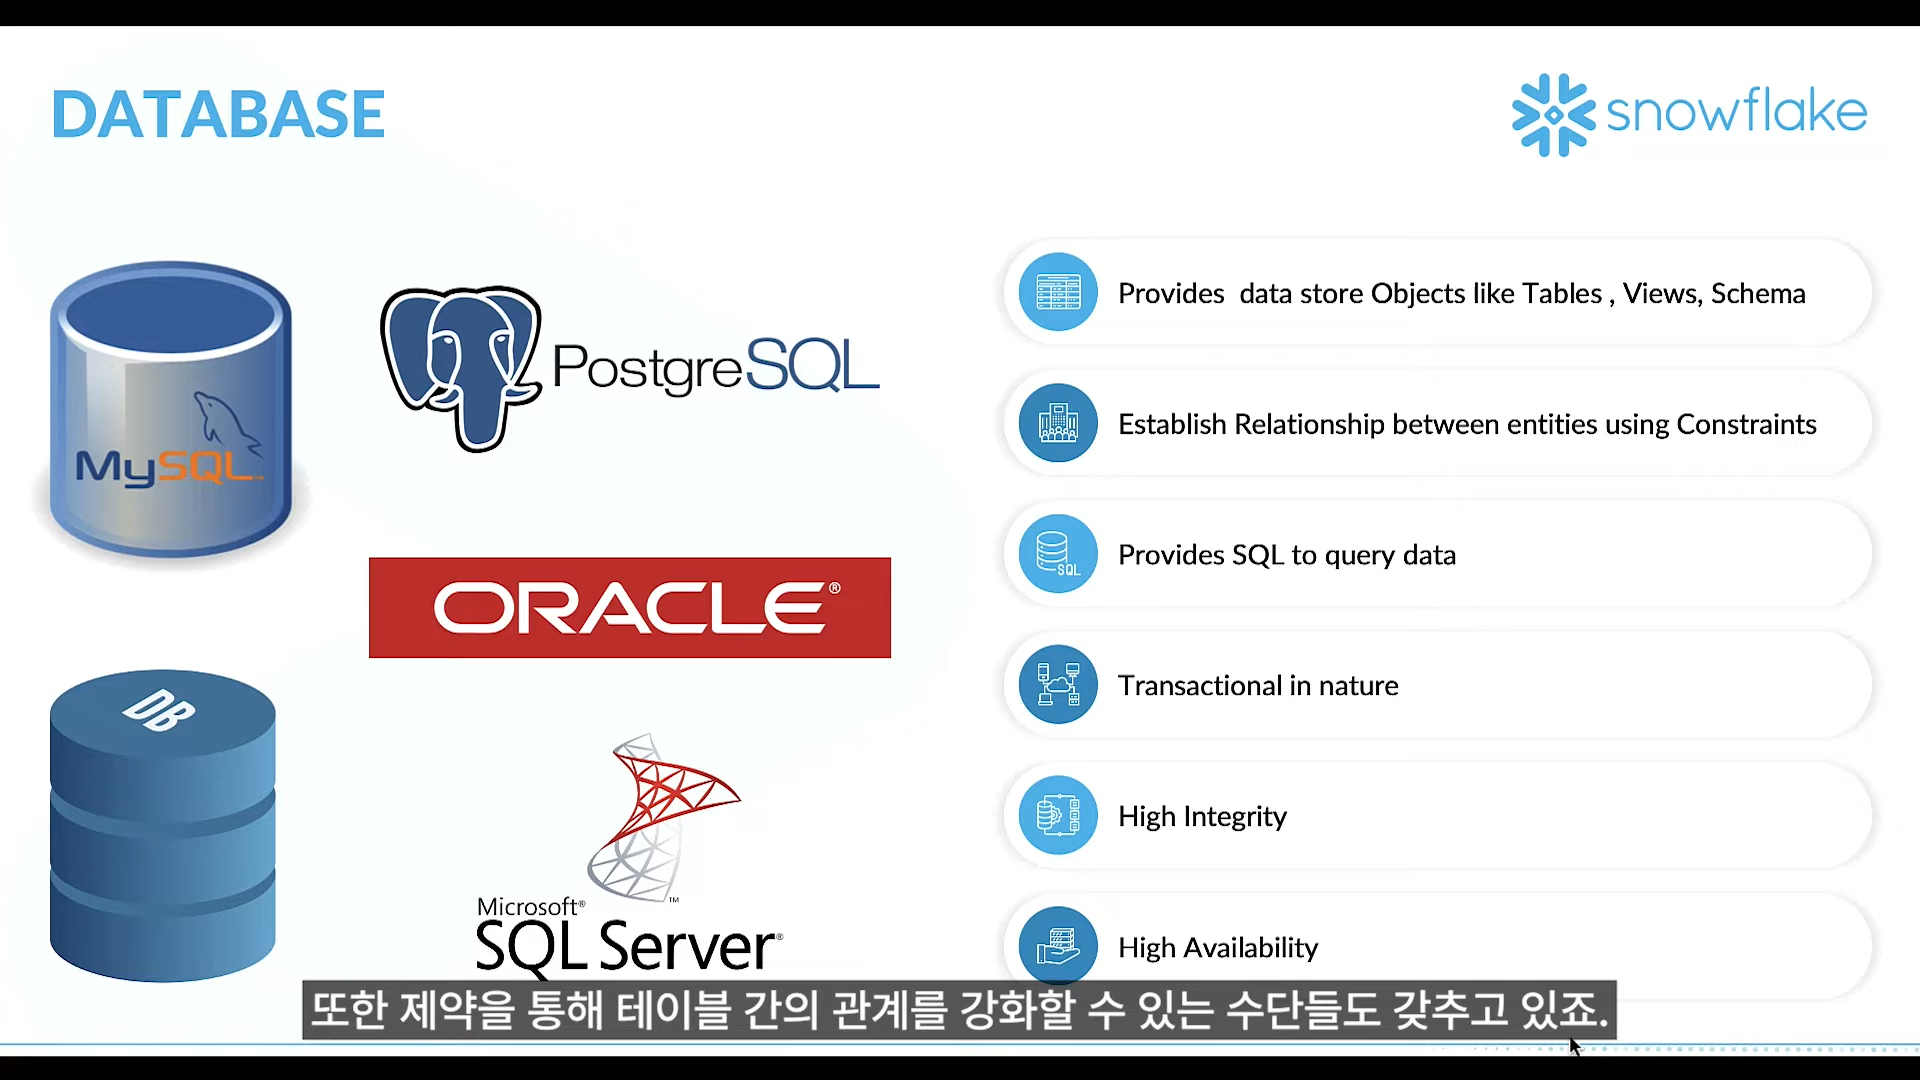 DATABASE
snowflake
MySQL™
PostgreSQL
ORACLE®
DB
Microsoft®
SQL Server®
™
Provides data store Objects like Tables , Views, Schema
Establish Relationship between entities using Constraints
SQL
Provides SQL to query data
Transactional in nature
High Integrity
High Availability
또한 제약을 통해 테이블 간의 관계를 강화할 수 있는 수단들도 갖추고 있죠.